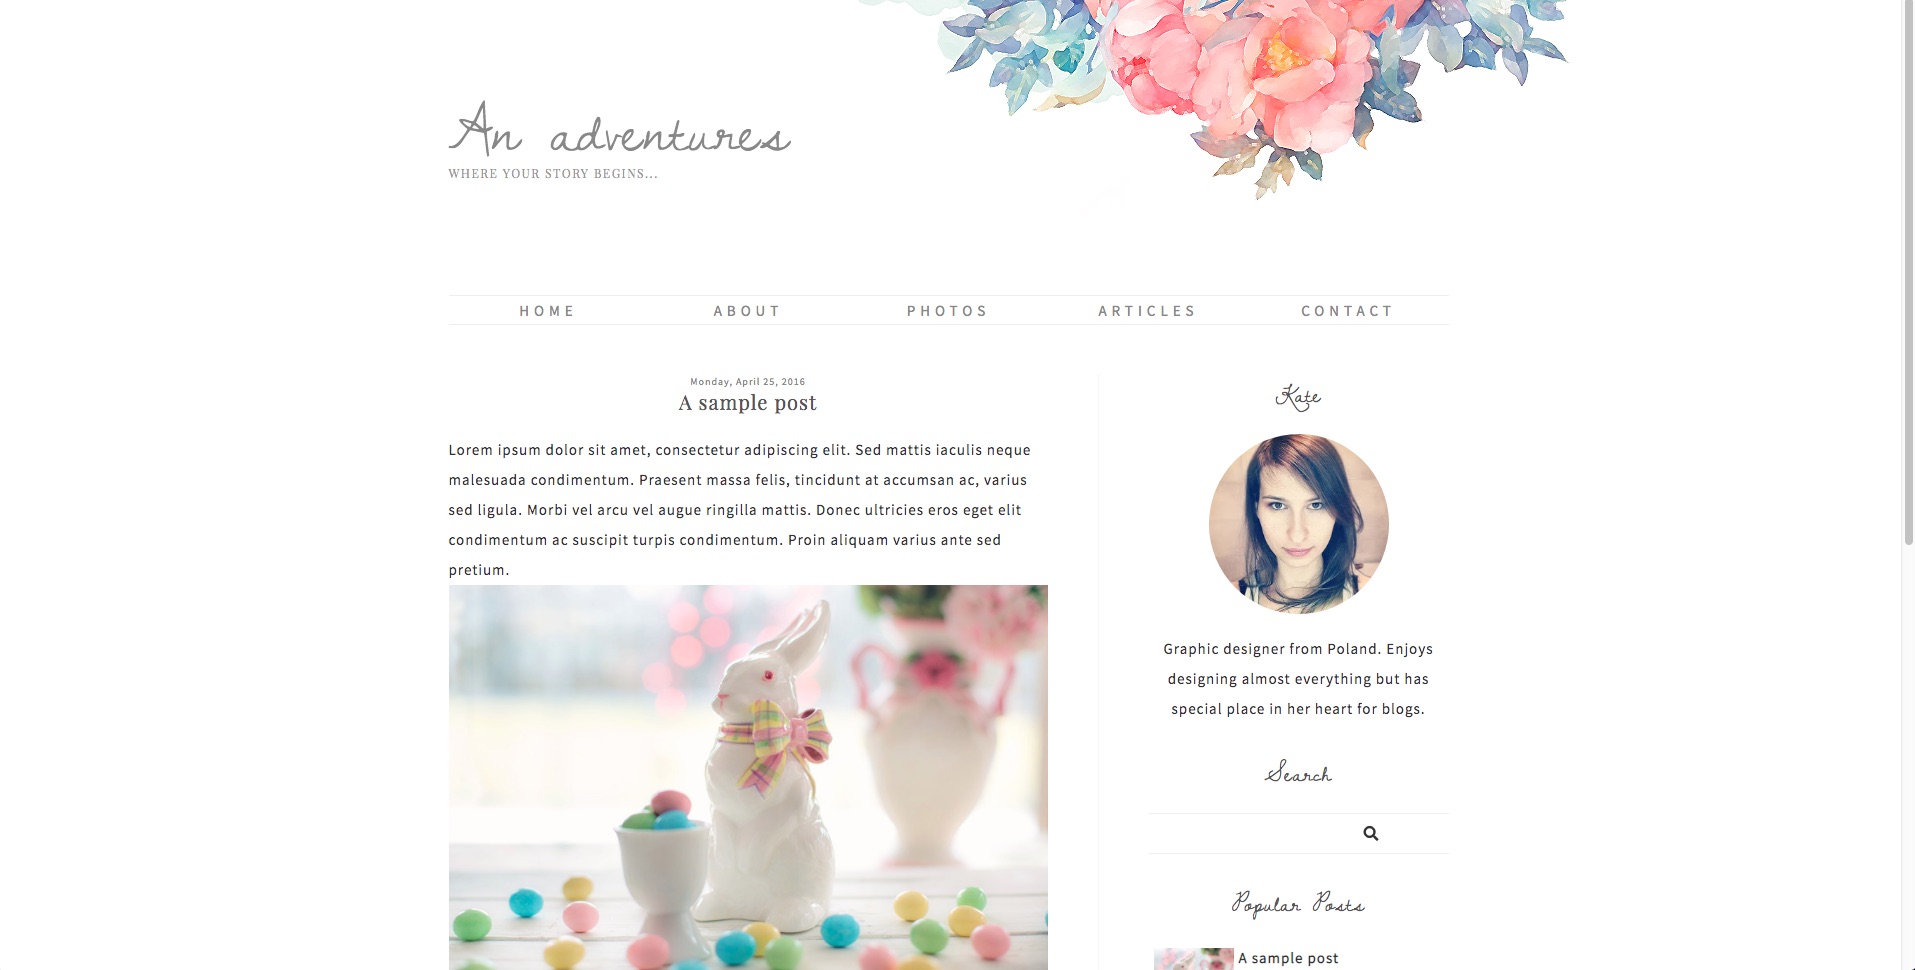 An adventures
WHERE YOUR STORY BEGINS...
HOME ABOUT PHOTOS ARTICLES CONTACT
Monday, April 25, 2016
A sample post
Lorem ipsum dolor sit amet, consectetur adipiscing elit. Sed mattis iaculis neque
malesuada condimentum. Praesent massa felis, tincidunt at accumsan ac, varius
sed ligula. Morbi vel arcu vel augue ringilla mattis. Donec ultricies eros eget elit
condimentum ac suscipit turpis condimentum. Proin aliquam varius ante sed
pretium.
Kate
Graphic designer from Poland. Enjoys
designing almost everything but has
special place in her heart for blogs.
Search
Popular Posts
A sample post